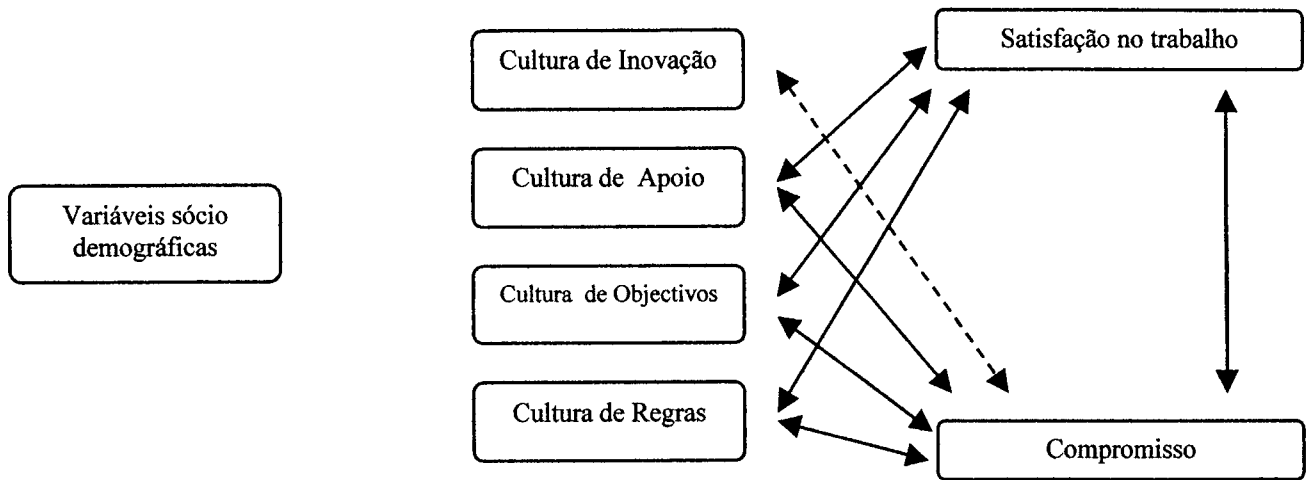 Variáveis sócio
demográficas
Cultura de Inovação
Cultura de Apoio
Cultura de Objectivos
Cultura de Regras
Satisfação no trabalho
Compromisso